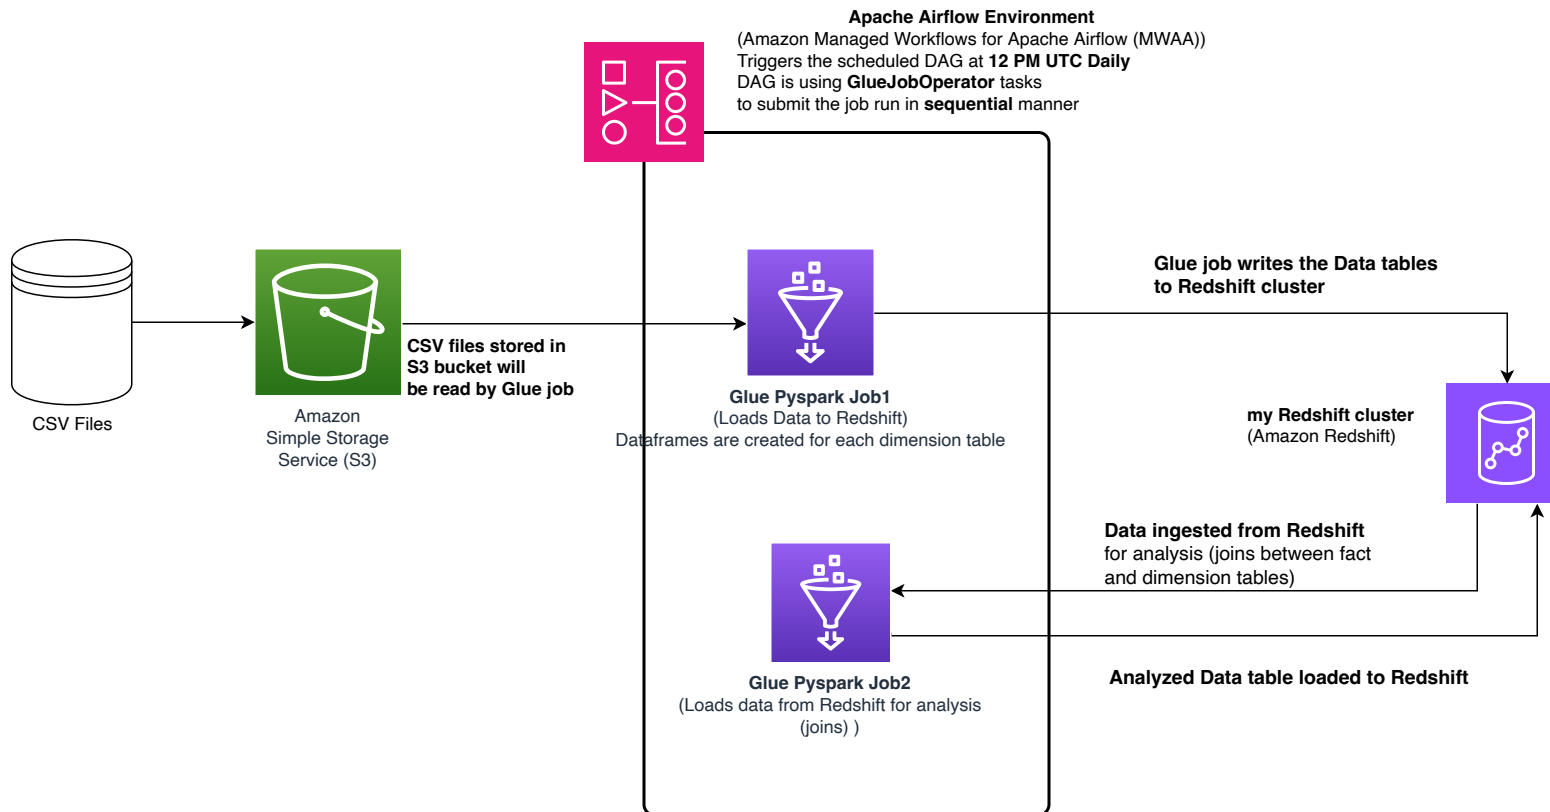 Apache Airflow Environment
(Amazon Managed Workflows for Apache Airflow (MWAA))
Triggers the scheduled DAG at 12 PM UTC Daily
DAG is using GlueJobOperator tasks
to submit the job run in sequential manner
CSV Files
Amazon
Simple Storage
Service (S3)
CSV files stored in
S3 bucket will
be read by Glue job
Glue Pyspark Job1
(Loads Data to Redshift)
Dataframes are created for each dimension table
Glue job writes the Data tables
to Redshift cluster
my Redshift cluster
(Amazon Redshift)
Data ingested from Redshift
for analysis (joins between fact
and dimension tables)
Glue Pyspark Job2
(Loads data from Redshift for analysis
(joins) )
Analyzed Data table loaded to Redshift